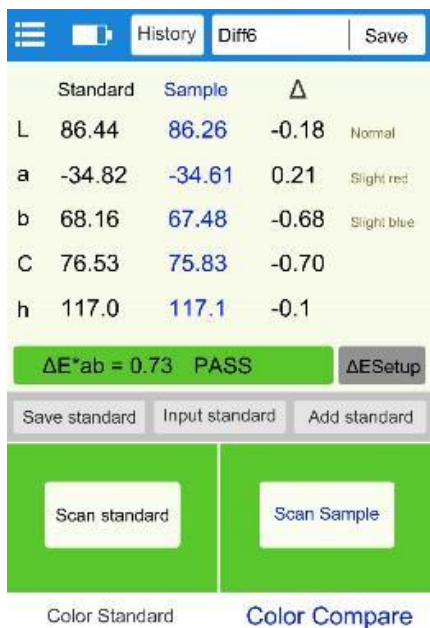 History Diff6 Save
Standard Sample Δ
L 86.44 86.26 -0.18 Normal
a -34.82 -34.61 0.21 Slight red
b 68.16 67.48 -0.68 Slight blue
C 76.53 75.83 -0.70
h 117.0 117.1 -0.1
ΔE*ab = 0.73 PASS ΔESetup
Save standard Input standard Add standard
Scan standard Scan Sample
Color Standard Color Compare